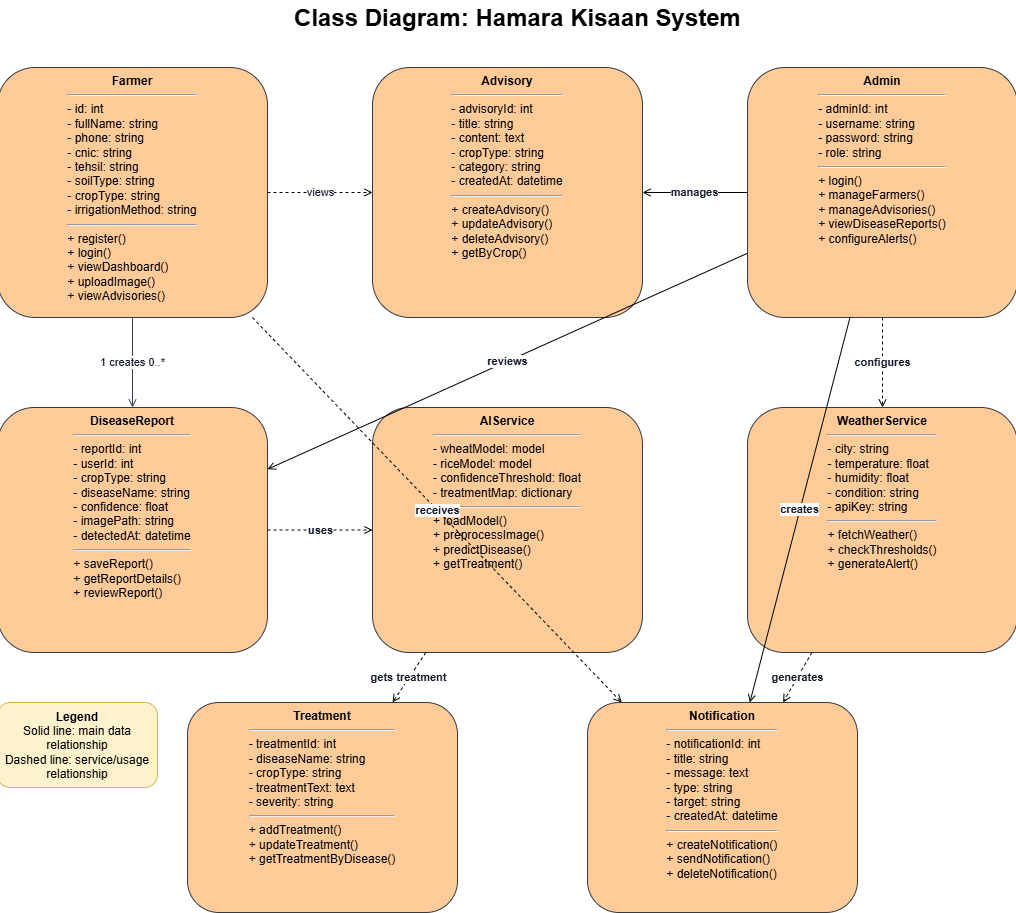 Class Diagram: Hamara Kisaan System
Farmer
- id: int
- fullName: string
- phone: string
- cnic: string
- tehsil: string
- soilType: string
- cropType: string
- irrigationMethod: string
+ register()
+ login()
+ viewDashboard()
+ uploadImage()
+ viewAdvisories()
views
Advisory
- advisoryId: int
- title: string
- content: text
- cropType: string
- category: string
- createdAt: datetime
+ createAdvisory()
+ updateAdvisory()
+ deleteAdvisory()
+ getByCrop()
manages
Admin
- adminId: int
- username: string
- password: string
- role: string
+ login()
+ manageFarmers()
+ manageAdvisories()
+ viewDiseaseReports()
+ configureAlerts()
1 creates 0..*
reviews
configures
DiseaseReport
- reportId: int
- userId: int
- cropType: string
- diseaseName: string
- confidence: float
- imagePath: string
- detectedAt: datetime
+ saveReport()
+ getReportDetails()
+ reviewReport()
uses
AIService
- wheatModel: model
- riceModel: model
- confidenceThreshold: float
- treatmentMap: dictionary
receives
+ loadModel()
+ preprocessImage()
+ predictDisease()
+ getTreatment()
creates
WeatherService
- city: string
- temperature: float
- humidity: float
- condition: string
- apiKey: string
+ fetchWeather()
+ checkThresholds()
+ generateAlert()
gets treatment
generates
Legend
Solid line: main data
relationship
Dashed line: service/usage
relationship
Treatment
- treatmentId: int
- diseaseName: string
- cropType: string
- treatmentText: text
- severity: string
+ addTreatment()
+ updateTreatment()
+ getTreatmentByDisease()
Notification
- notificationId: int
- title: string
- message: text
- type: string
- target: string
- createdAt: datetime
+ createNotification()
+ sendNotification()
+ deleteNotification()